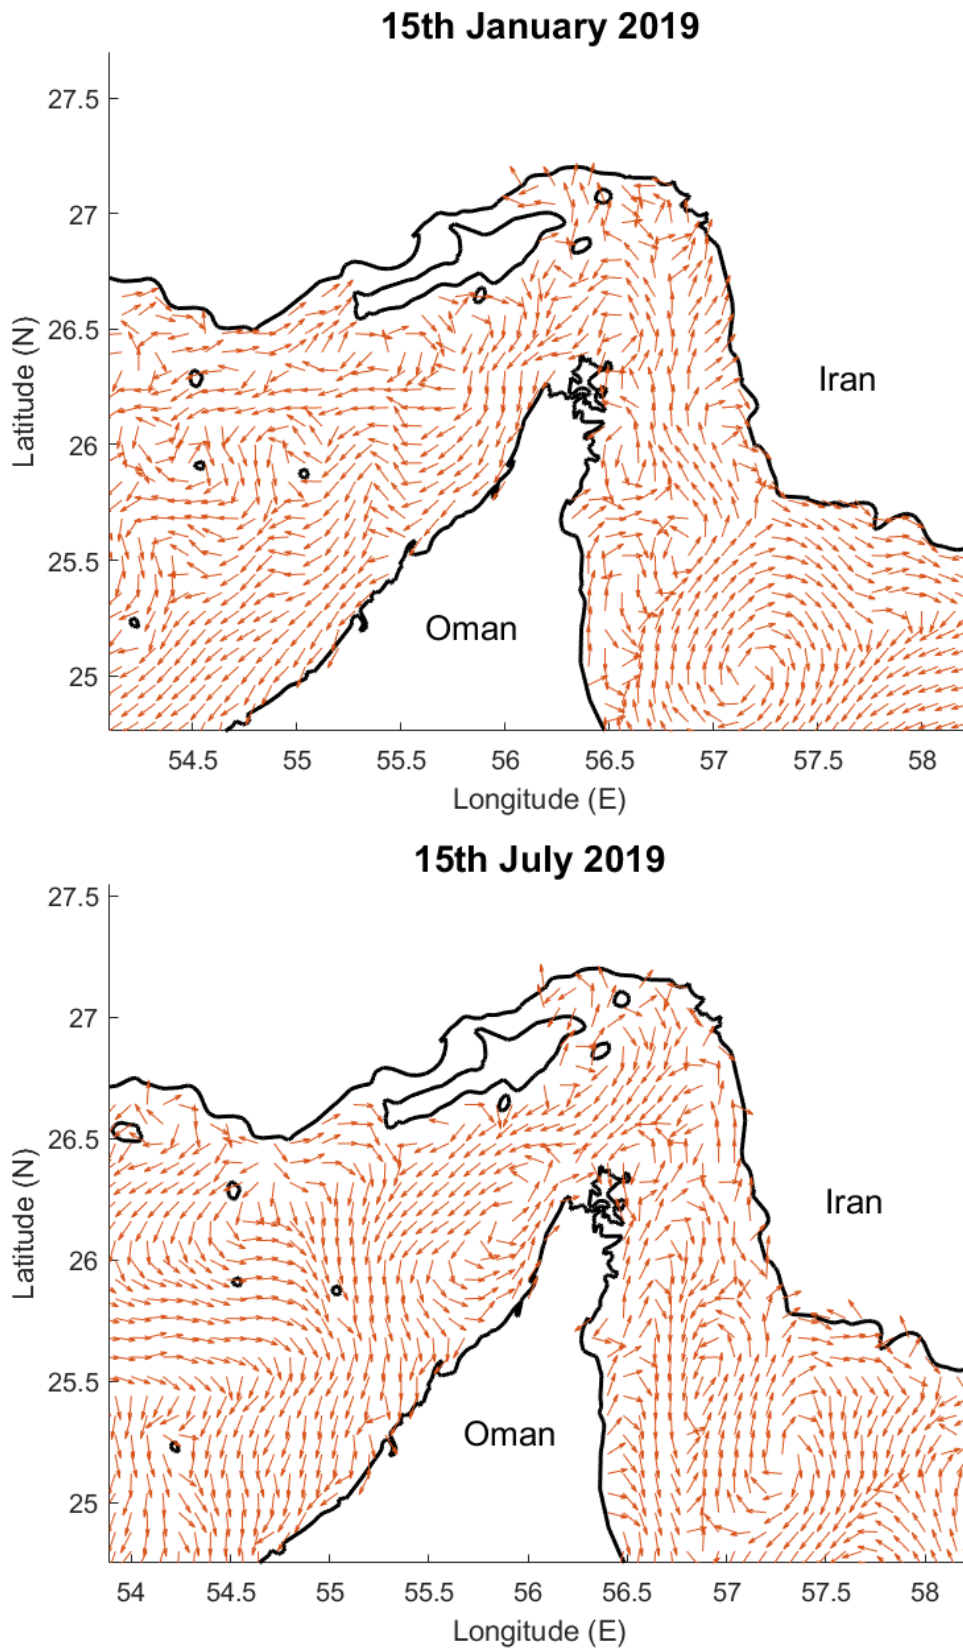 15th January 2019
27.5
27
26.5
26
25.5
25
Latitude (N)
Iran
Oman
54.5 55 55.5 56 56.5 57 57.5 58
Longitude (E)
15th July 2019
27.5
27
26.5
26
25.5
25
Latitude (N)
Iran
Oman
54 54.5 55 55.5 56 56.5 57 57.5 58
Longitude (E)